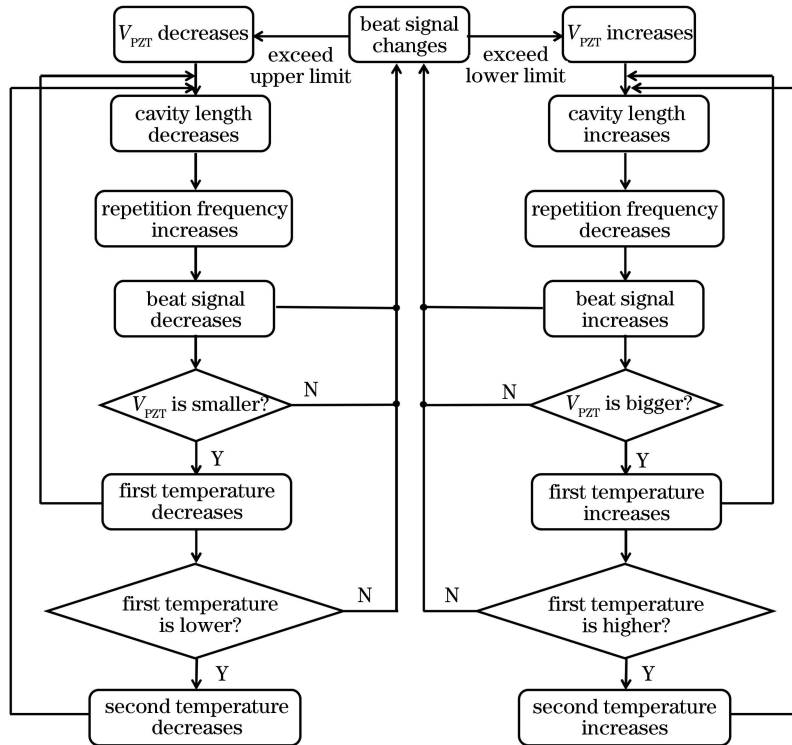 V_PZT decreases
exceed
upper limit
beat signal
changes
exceed
lower limit
V_PZT increases
cavity length
decreases
repetition frequency
increases
beat signal
decreases
V_PZT is smaller?
N
Y
first temperature
decreases
first temperature
is lower?
N
Y
second temperature
decreases
cavity length
increases
repetition frequency
decreases
beat signal
increases
N
V_PZT is bigger?
Y
first temperature
increases
N
first temperature
is higher?
Y
second temperature
increases